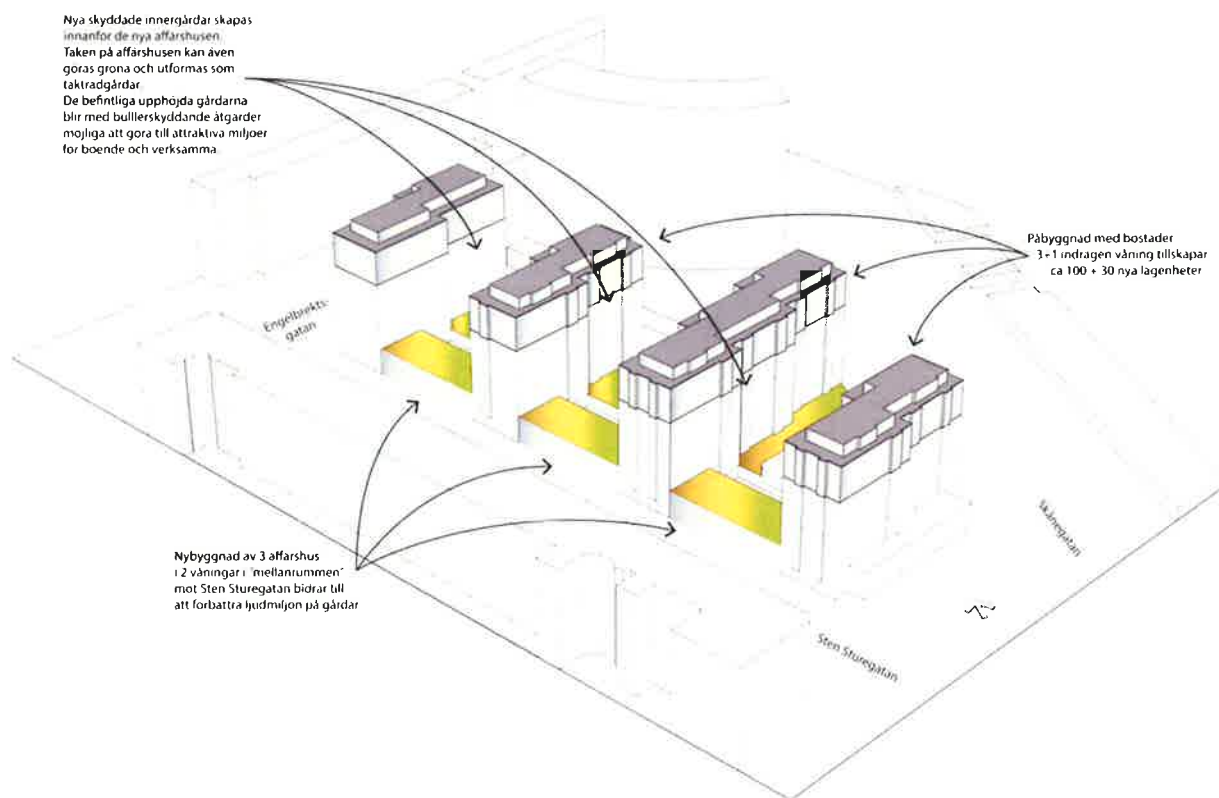 Nya skyddade innergårdar skapas
innanför de nya affärshusen.
Taken på affärshusen kan även
göras gröna och utformas som
takträdgårdar
De befintliga upphöjda gårdarna
blir med bulllerskyddande åtgärder
möjliga att göra till attraktiva miljöer
för boende och verksamma
Påbyggnad med bostäder
3+1 indragen våning tillskapar
ca 100 + 30 nya lägenheter
Engelbrekts-
gatan
Nybyggnad av 3 affärshus
i 2 våningar i "mellanrummen"
mot Sten Sturegatan bidrar till
att förbättra ljudmiljön på gårdar
Skånegatan
Sten Sturegatan